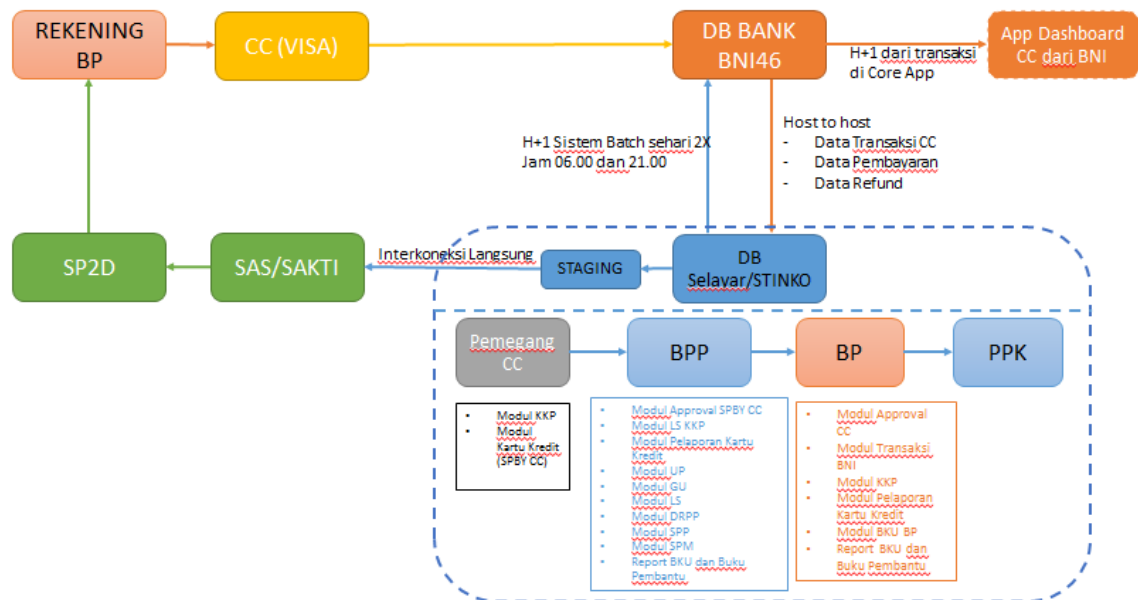 REKENING
BP
CC (VISA)
DB BANK
BNI46
H+1 dari transaksi
di Core App
App Dashboard
CC dari BNI
H+1 Sistem Batch sehari 2X
Jam 06.00 dan 21.00
Host to host
- Data Transaksi CC
- Data Pembayaran
- Data Refund
SP2D
SAS/SAKTI
Interkoneksi Langsung
STAGING
DB
Selayar/STINKO
Pemegang
CC
BPP
BP
PPK
• Modul KKP
• Modul
Kartu Kredit
(SPBY CC)
• Modul Approval SPBY CC
• Modul LS KKP
• Modul Pelaporan Kartu
Kredit
• Modul UP
• Modul GU
• Modul LS
• Modul DRPP
• Modul SPP
• Modul SPM
• Report BKU dan Buku
Pembantu
• Modul Approval
CC
• Modul Transaksi
BNI
• Modul KKP
• Modul Pelaporan
Kartu Kredit
• Modul BKU BP
• Report BKU dan
Buku Pembantu